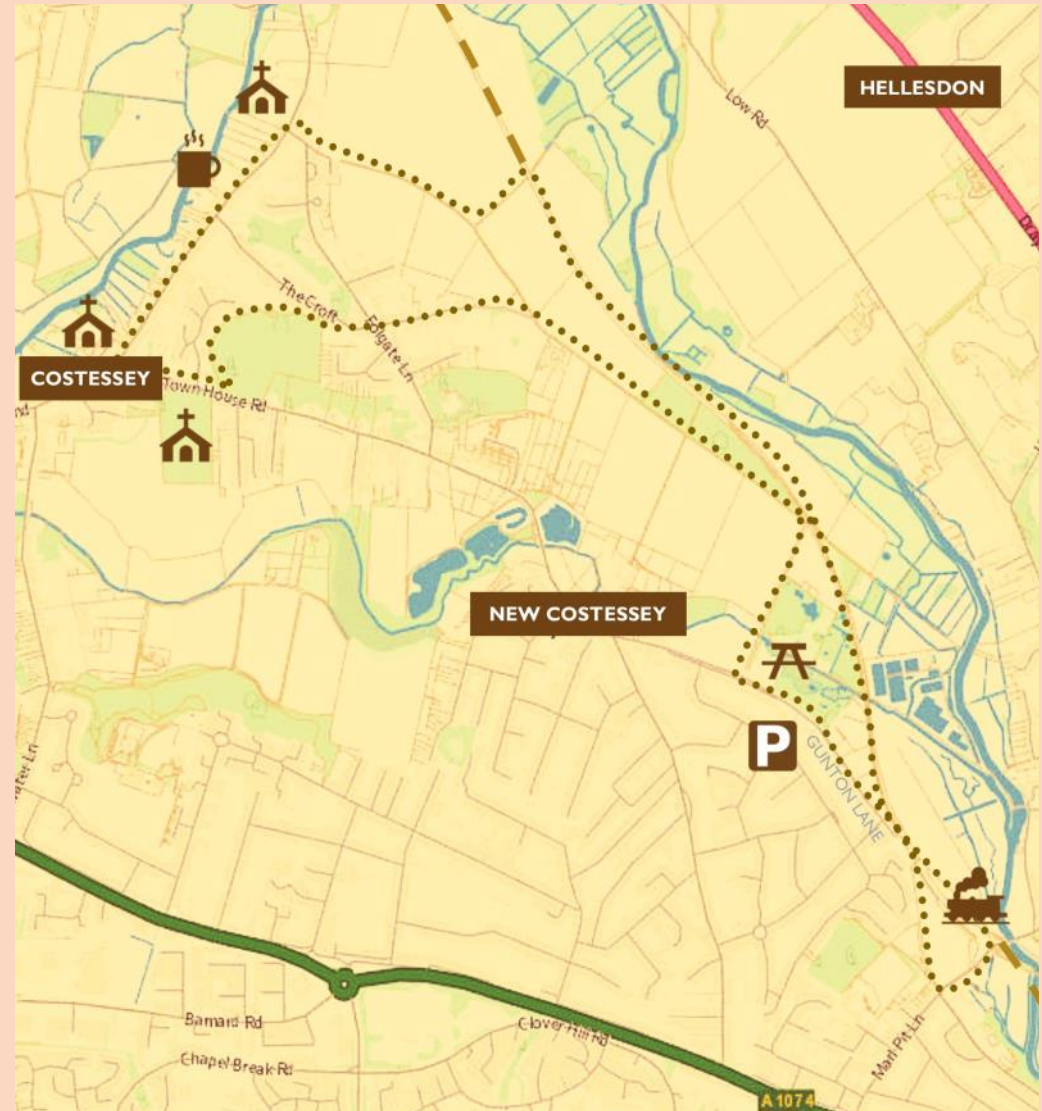 HELLESDON
Low Rd
The Croft
Folgate Ln
COSTESSEY
Town House Rd
NEW COSTESSEY
P
GUNTON LANE
Barnard Rd
Clover Hill Rd
Chapel Break Rd
Marl Pit Ln
A 1074